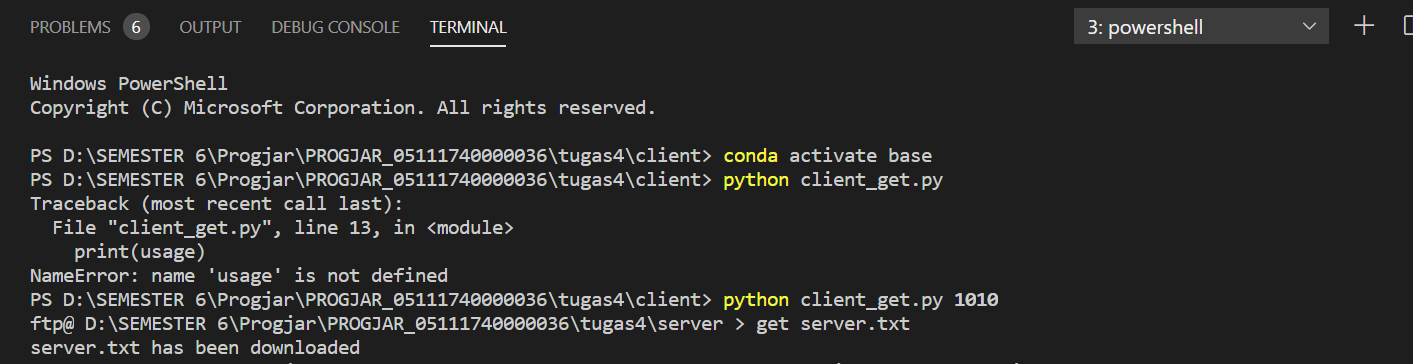 PROBLEMS 6 OUTPUT DEBUG CONSOLE TERMINAL 3: powershell
Windows PowerShell
Copyright (C) Microsoft Corporation. All rights reserved.
PS D:\SEMESTER 6\Progjar\PROGJAR_05111740000036\tugas4\client> conda activate base
PS D:\SEMESTER 6\Progjar\PROGJAR_05111740000036\tugas4\client> python client_get.py
Traceback (most recent call last):
  File "client_get.py", line 13, in <module>
    print(usage)
NameError: name 'usage' is not defined
PS D:\SEMESTER 6\Progjar\PROGJAR_05111740000036\tugas4\client> python client_get.py 1010
ftp@ D:\SEMESTER 6\Progjar\PROGJAR_05111740000036\tugas4\server > get server.txt
server.txt has been downloaded